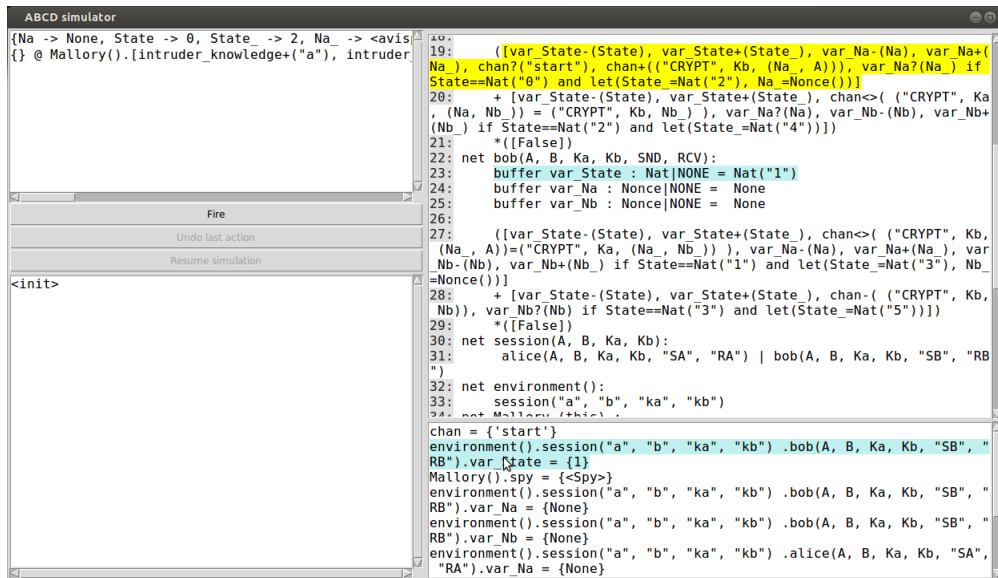 ABCD simulator
{Na -> None, State -> 0, State_ -> 2, Na_ -> <avis
{} @ Mallory().[intruder_knowledge+("a"), intruder_
Fire
Undo last action
Resume simulation
<init>
18:
19:     ([var_State-(State), var_State+(State_), var_Na-(Na), var_Na+(
Na_), chan?("start"), chan+(("CRYPT", Kb, (Na_, A))), var_Na?(Na_) if
State==Nat("0") and let(State_=Nat("2"), Na_=Nonce())]
20:     + [var_State-(State), var_State+(State_), chan<>( ("CRYPT", Ka
, (Na, Nb_)) = ("CRYPT", Kb, Nb_) ), var_Na?(Na), var_Nb-(Nb), var_Nb+
(Nb_) if State==Nat("2") and let(State_=Nat("4"))])
21:     *([False])
22: net bob(A, B, Ka, Kb, SND, RCV):
23:     buffer var_State : Nat|NONE = Nat("1")
24:     buffer var_Na : Nonce|NONE =  None
25:     buffer var_Nb : Nonce|NONE =  None
26:
27:     ([var_State-(State), var_State+(State_), chan<>( ("CRYPT", Kb,
 (Na_, A))=("CRYPT", Ka, (Na_, Nb_)) ), var_Na-(Na), var_Na+(Na_), var
_Nb-(Nb), var_Nb+(Nb_) if State==Nat("1") and let(State_=Nat("3"), Nb_
=Nonce())]
28:     + [var_State-(State), var_State+(State_), chan-( ("CRYPT", Kb,
 Nb)), var_Nb?(Nb) if State==Nat("3") and let(State_=Nat("5"))])
29:     *([False])
30: net session(A, B, Ka, Kb):
31:      alice(A, B, Ka, Kb, "SA", "RA") | bob(A, B, Ka, Kb, "SB", "RB
")
32: net environment():
33:      session("a", "b", "ka", "kb")
34: net Mallory (this) :
chan = {'start'}
environment().session("a", "b", "ka", "kb") .bob(A, B, Ka, Kb, "SB", "
RB").var_State = {1}
Mallory().spy = {<Spy>}
environment().session("a", "b", "ka", "kb") .bob(A, B, Ka, Kb, "SB", "
RB").var_Na = {None}
environment().session("a", "b", "ka", "kb") .bob(A, B, Ka, Kb, "SB", "
RB").var_Nb = {None}
environment().session("a", "b", "ka", "kb") .alice(A, B, Ka, Kb, "SA",
 "RA").var_Na = {None}